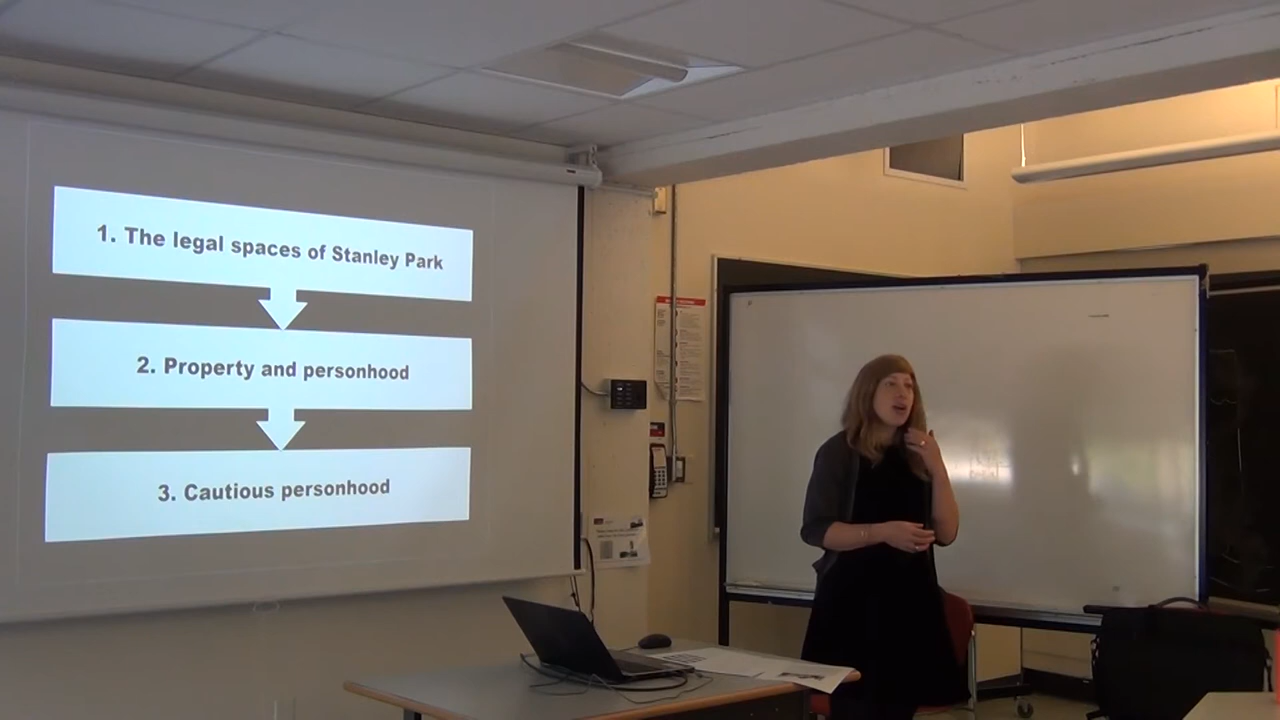 1. The legal spaces of Stanley Park
2. Property and personhood
3. Cautious personhood